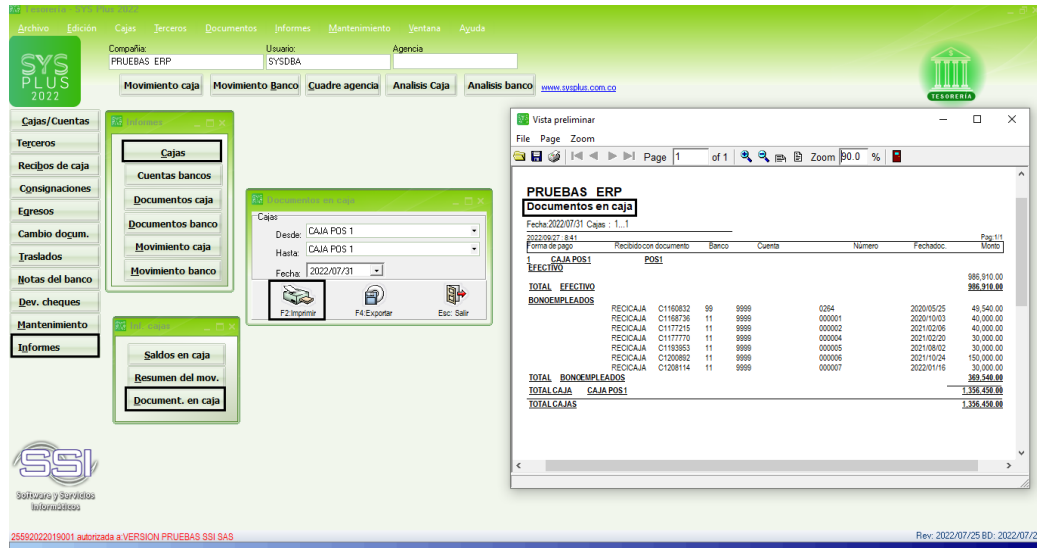 Tesorería - SYS Plus 2022
Archivo Edición Cajas Terceros Documentos Informes Mantenimiento Ventana Ayuda
SYS PLUS 2022
Compañia: Usuario: Agencia
PRUEBAS ERP SYSDBA
Movimiento caja Movimiento Banco Cuadre agencia Analisis Caja Analisis banco www.sysplus.com.co
TESORERIA
Cajas/Cuentas
Terceros
Recibos de caja
Consignaciones
Egresos
Cambio docum.
Traslados
Notas del banco
Dev. cheques
Mantenimiento
Informes
Informes
Cajas
Cuentas bancos
Documentos caja
Documentos banco
Movimiento caja
Movimiento banco
Inf. cajas
Saldos en caja
Resumen del mov.
Document. en caja
Documentos en caja
Cajas
Desde: CAJA POS 1
Hasta: CAJA POS 1
Fecha: 2022/07/31
F2:Imprimir F4:Exportar Esc: Salir
Vista preliminar
File Page Zoom
Page 1 of 1 Zoom 90.0 %
PRUEBAS ERP
Documentos en caja
Fecha:2022/07/31 Cajas : 1...1
2022/09/27 : 8:41 Pag:1/1
Forma de pago Recibido con documento Banco Cuenta Número Fecha doc. Monto
1 CAJA POS 1 POS1
EFECTIVO
986,910.00
TOTAL EFECTIVO 986,910.00
BONOEMPLEADOS
RECICAJA C1160832 99 9999 0264 2020/05/25 49,540.00
RECICAJA C1168736 11 9999 000001 2020/10/03 40,000.00
RECICAJA C1177215 11 9999 000002 2021/02/06 40,000.00
RECICAJA C1177770 11 9999 000004 2021/02/20 30,000.00
RECICAJA C1193953 11 9999 000005 2021/08/02 30,000.00
RECICAJA C1200892 11 9999 000006 2021/10/24 150,000.00
RECICAJA C1208114 11 9999 000007 2022/01/16 30,000.00
TOTAL BONOEMPLEADOS 369,540.00
TOTAL CAJA CAJA POS 1 1,356,450.00
TOTAL CAJAS 1,356,450.00
SSI
Software y Servicios
Informáticos
25592022019001 autorizada a:VERSION PRUEBAS SSI SAS
Rev: 2022/07/25 BD: 2022/07/2